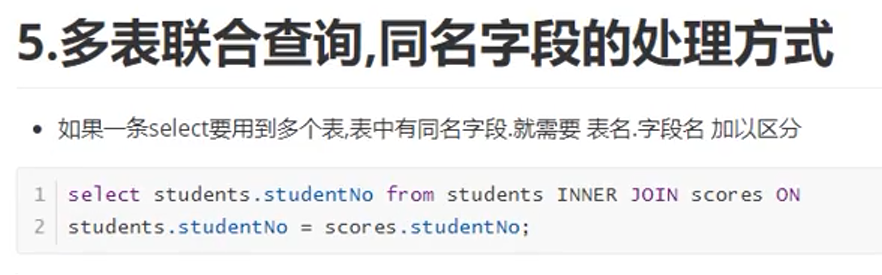 5.多表联合查询,同名字段的处理方式
如果一条select要用到多个表,表中有同名字段.就需要 表名.字段名 加以区分
1 select students.studentNo from students INNER JOIN scores ON
2 students.studentNo = scores.studentNo;